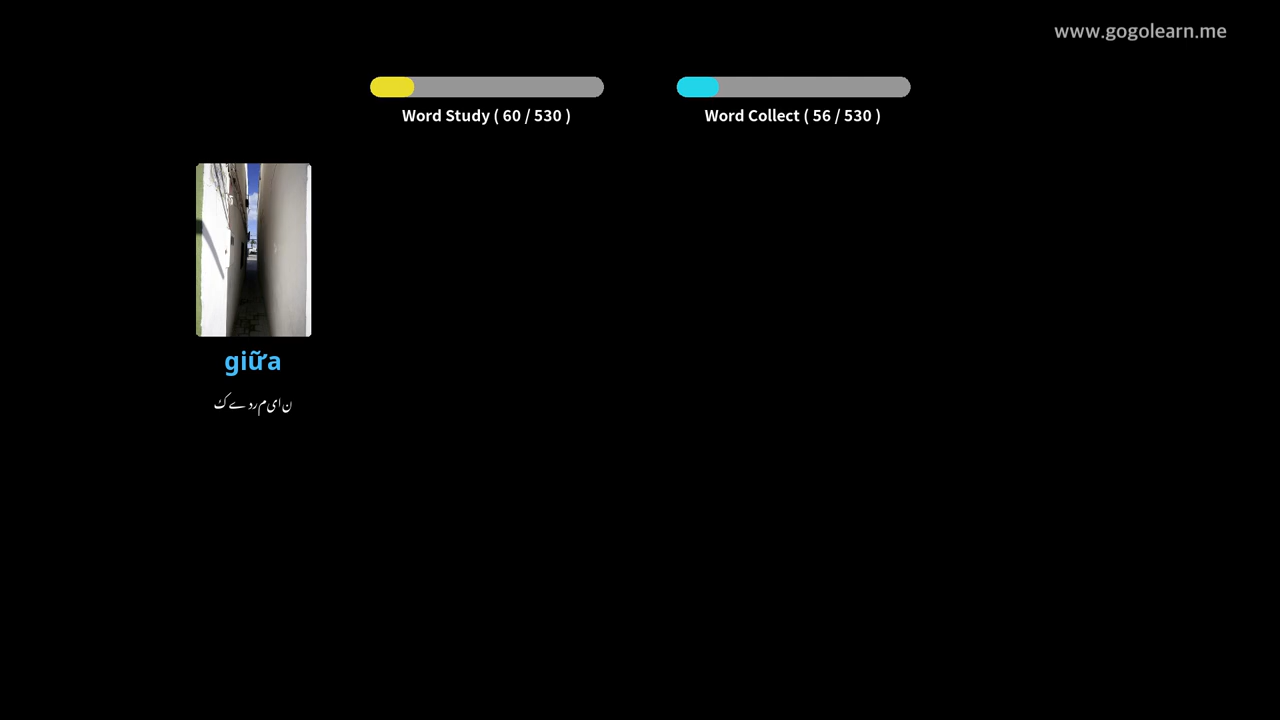 www.gogolearn.me
Word Study ( 60 / 530 )
Word Collect ( 56 / 530 )
giữa
کے درمیان